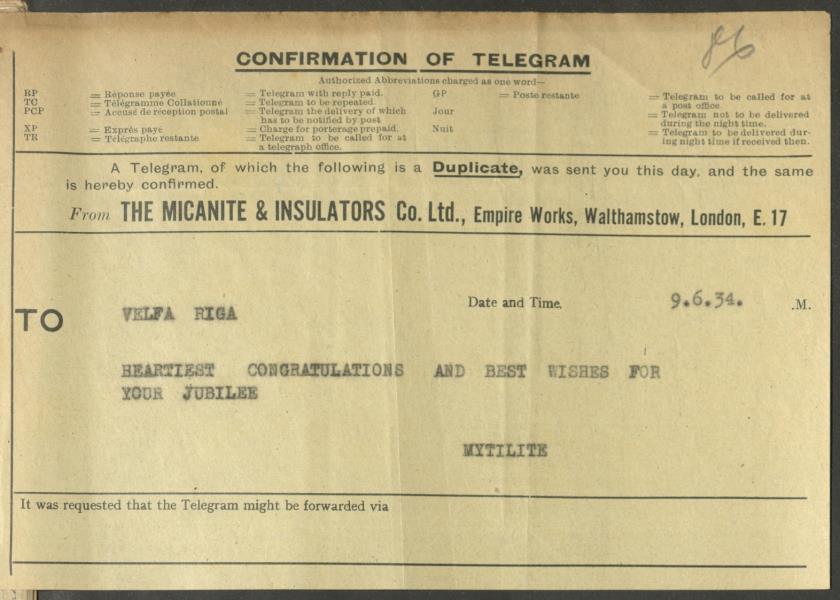 86
CONFIRMATION OF TELEGRAM
Authorized Abbreviations charged as one word—
RP = Réponse payée = Telegram with reply paid. GP = Poste restante = Telegram to be called for at
a post office.
TC = Télégramme Collationné = Telegram to be repeated.
PCP = Accusé de réception postal = Telegram the delivery of which
has to be notified by post
Jour = Telegram not to be delivered
during the night time.
XP = Exprès payé = Charge for porterage prepaid. Nuit = Telegram to be delivered dur-
ing night time if received then.
TR = Télégraphe restante = Telegram to be called for at
a telegraph office.
A Telegram, of which the following is a Duplicate, was sent you this day, and the same
is hereby confirmed.
From THE MICANITE & INSULATORS Co. Ltd., Empire Works, Walthamstow, London, E. 17
Date and Time. 9.6.34. .M.
TO VELFA RIGA
HEARTIEST CONGRATULATIONS AND BEST WISHES FOR
YOUR JUBILEE
MYTILITE
It was requested that the Telegram might be forwarded via